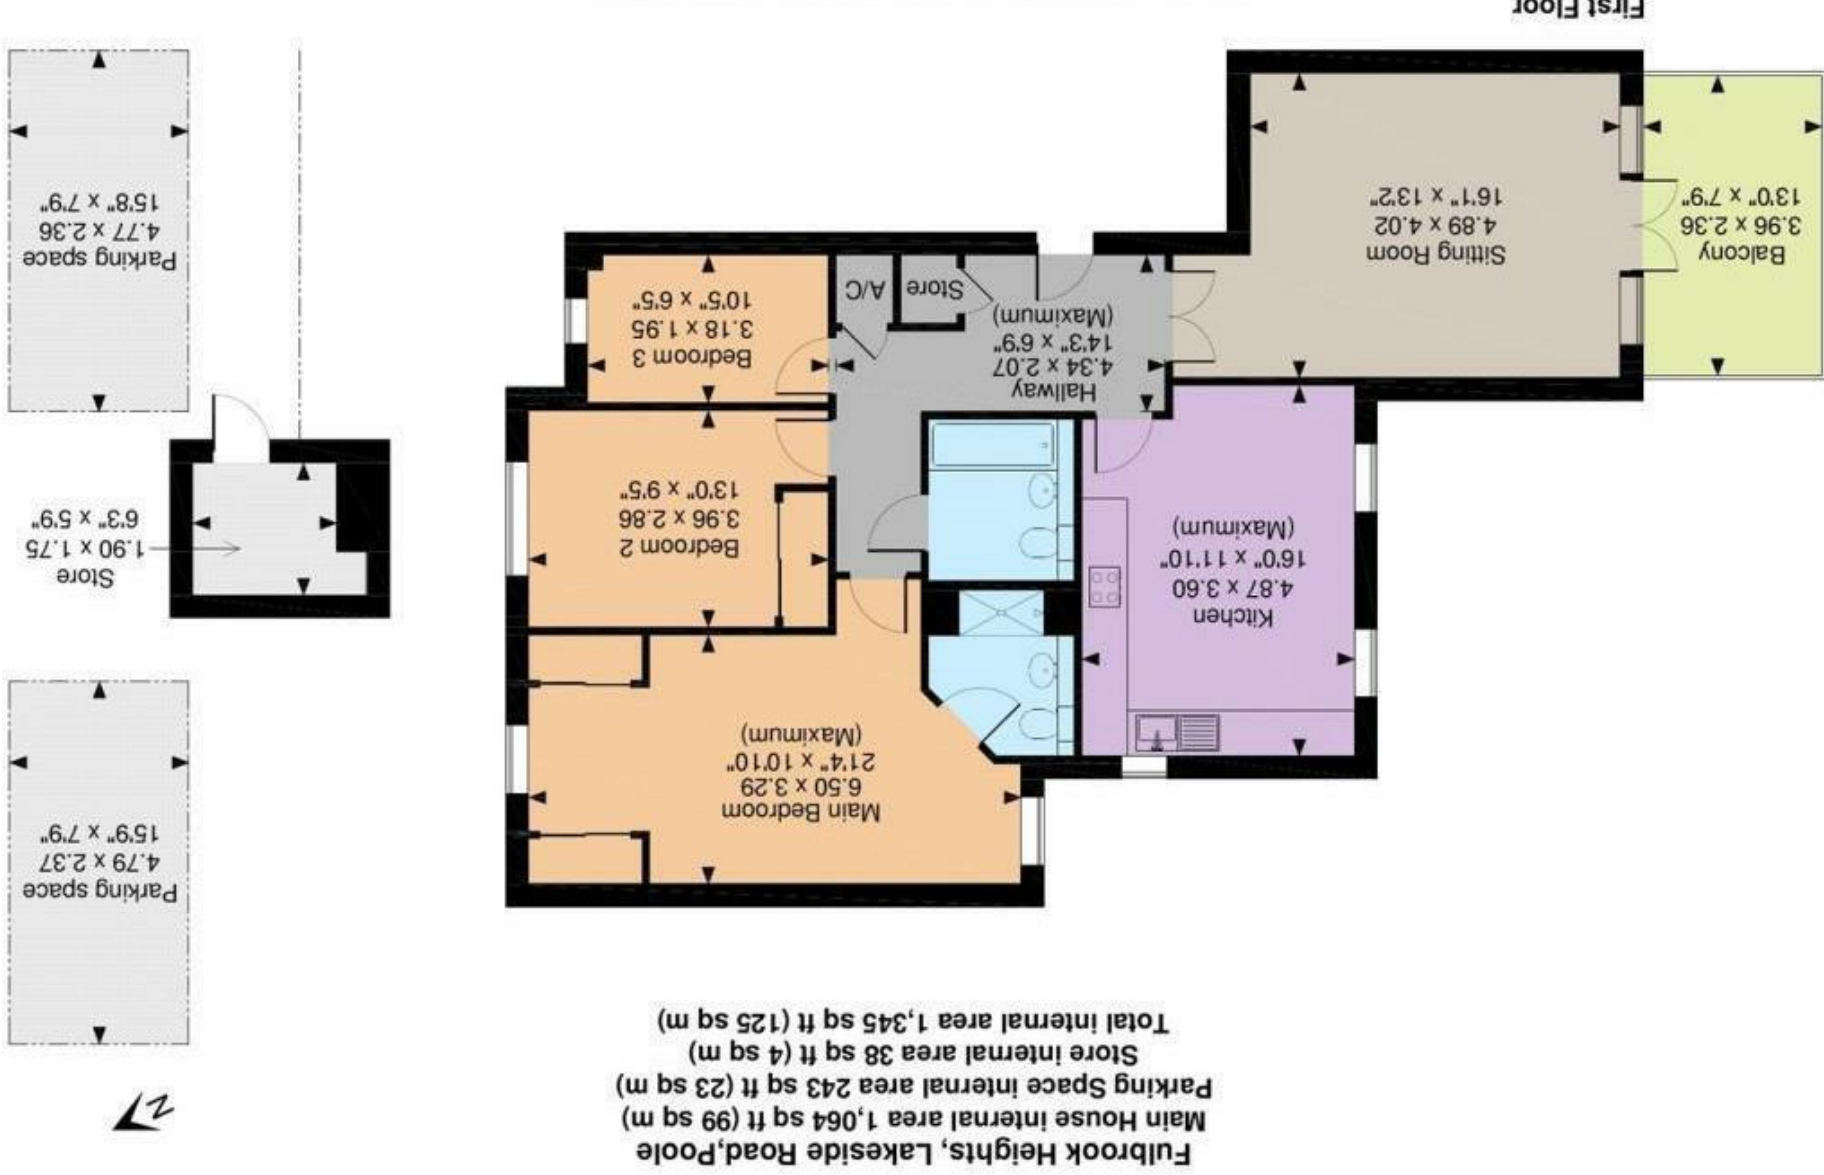 Fulbrook Heights, Lakeside Road,Poole
Main House internal area 1,064 sq ft (99 sq m)
Parking Space internal area 243 sq ft (23 sq m)
Store internal area 38 sq ft (4 sq m)
Total internal area 1,345 sq ft (125 sq m)
N
Main Bedroom
6.50 x 3.29
21'4" x 10'10"
(Maximum)
Parking space
4.79 x 2.37
15'9" x 7'9"
Kitchen
4.87 x 3.60
16'0" x 11'10"
(Maximum)
Bedroom 2
3.96 x 2.86
13'0" x 9'5"
Store
1.90 x 1.75
6'3" x 5'9"
Hallway
4.34 x 2.07
14'3" x 6'9"
(Maximum)
Bedroom 3
3.18 x 1.95
10'5" x 6'5"
Store
A/C
Balcony
3.96 x 2.36
13'0" x 7'9"
Sitting Room
4.89 x 4.02
16'1" x 13'2"
Parking space
4.77 x 2.36
15'8" x 7'9"
First Floor